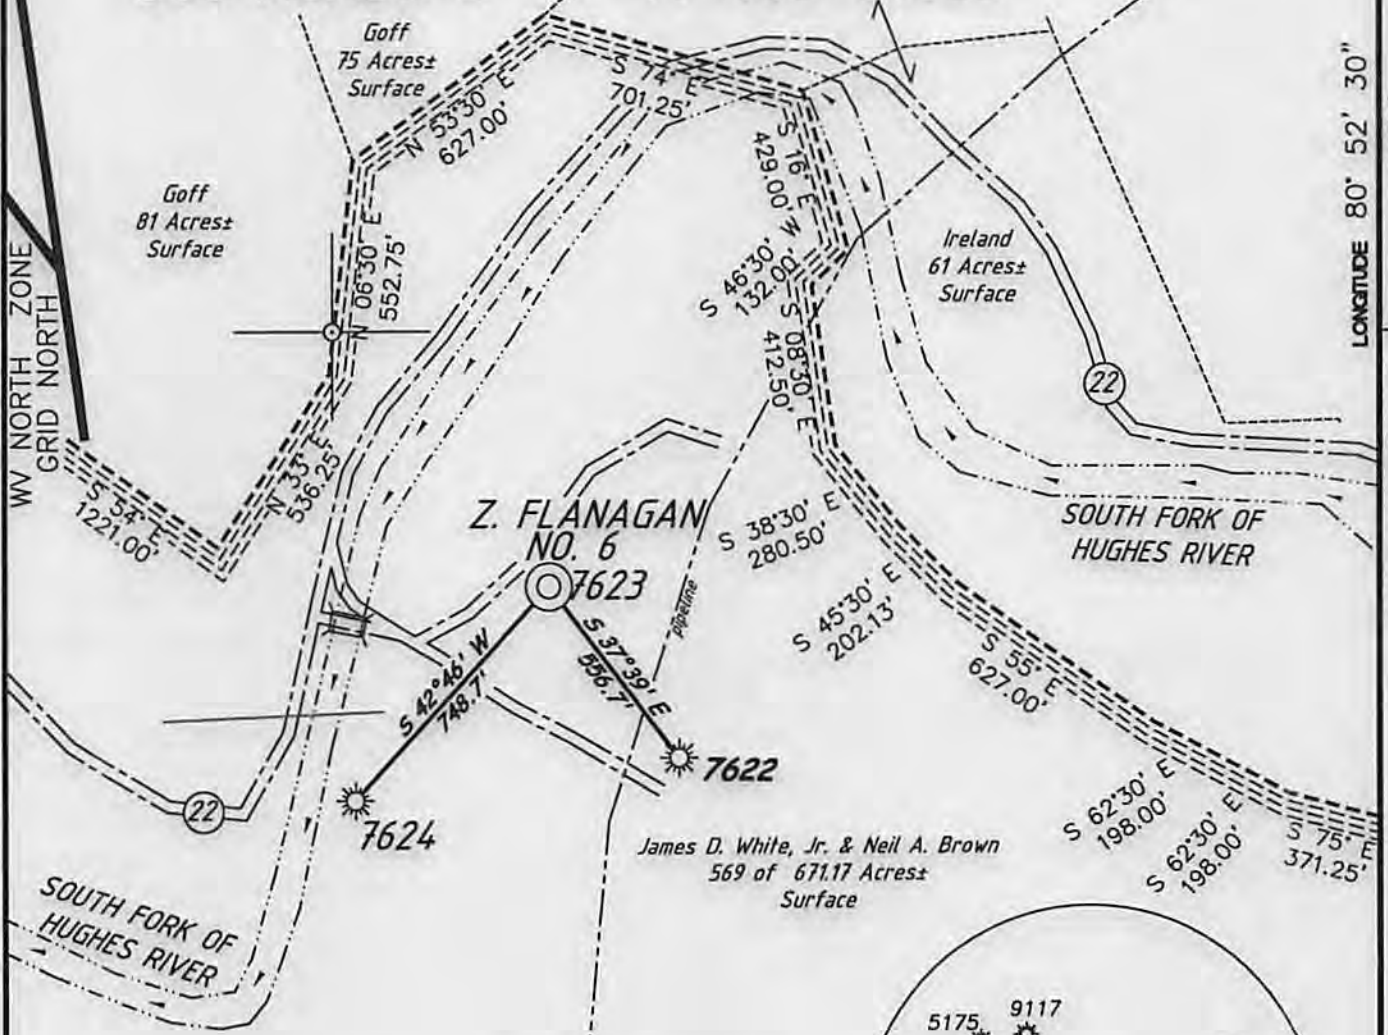 Goff
75 Acres±
Surface
N 53°30' E
627.00'
S 74° E
701.25'
S 16° E
429.00'
Goff
81 Acres±
Surface
N 06°30' E
552.75'
S 46°30' W
132.00'
Ireland
61 Acres±
Surface
LONGITUDE 80° 52' 30"
WV NORTH ZONE
GRID NORTH
S 08°30' E
412.50'
22
N 33° E
536.25'
S 54° E
1221.00'
Z. FLANAGAN
NO. 6
7623
S 38°30' E
280.50'
SOUTH FORK OF
HUGHES RIVER
pipeline
S 45°30' E
202.13'
S 42°46' W
748.7'
S 37°39' E
556.7'
S 55° E
627.00'
7622
22
7624
S 62°30' E
198.00'
S 62°30' E
198.00'
S 75° E
371.25'
James D. White, Jr. & Neil A. Brown
569 of 671.17 Acres±
Surface
SOUTH FORK OF
HUGHES RIVER
5175
9117